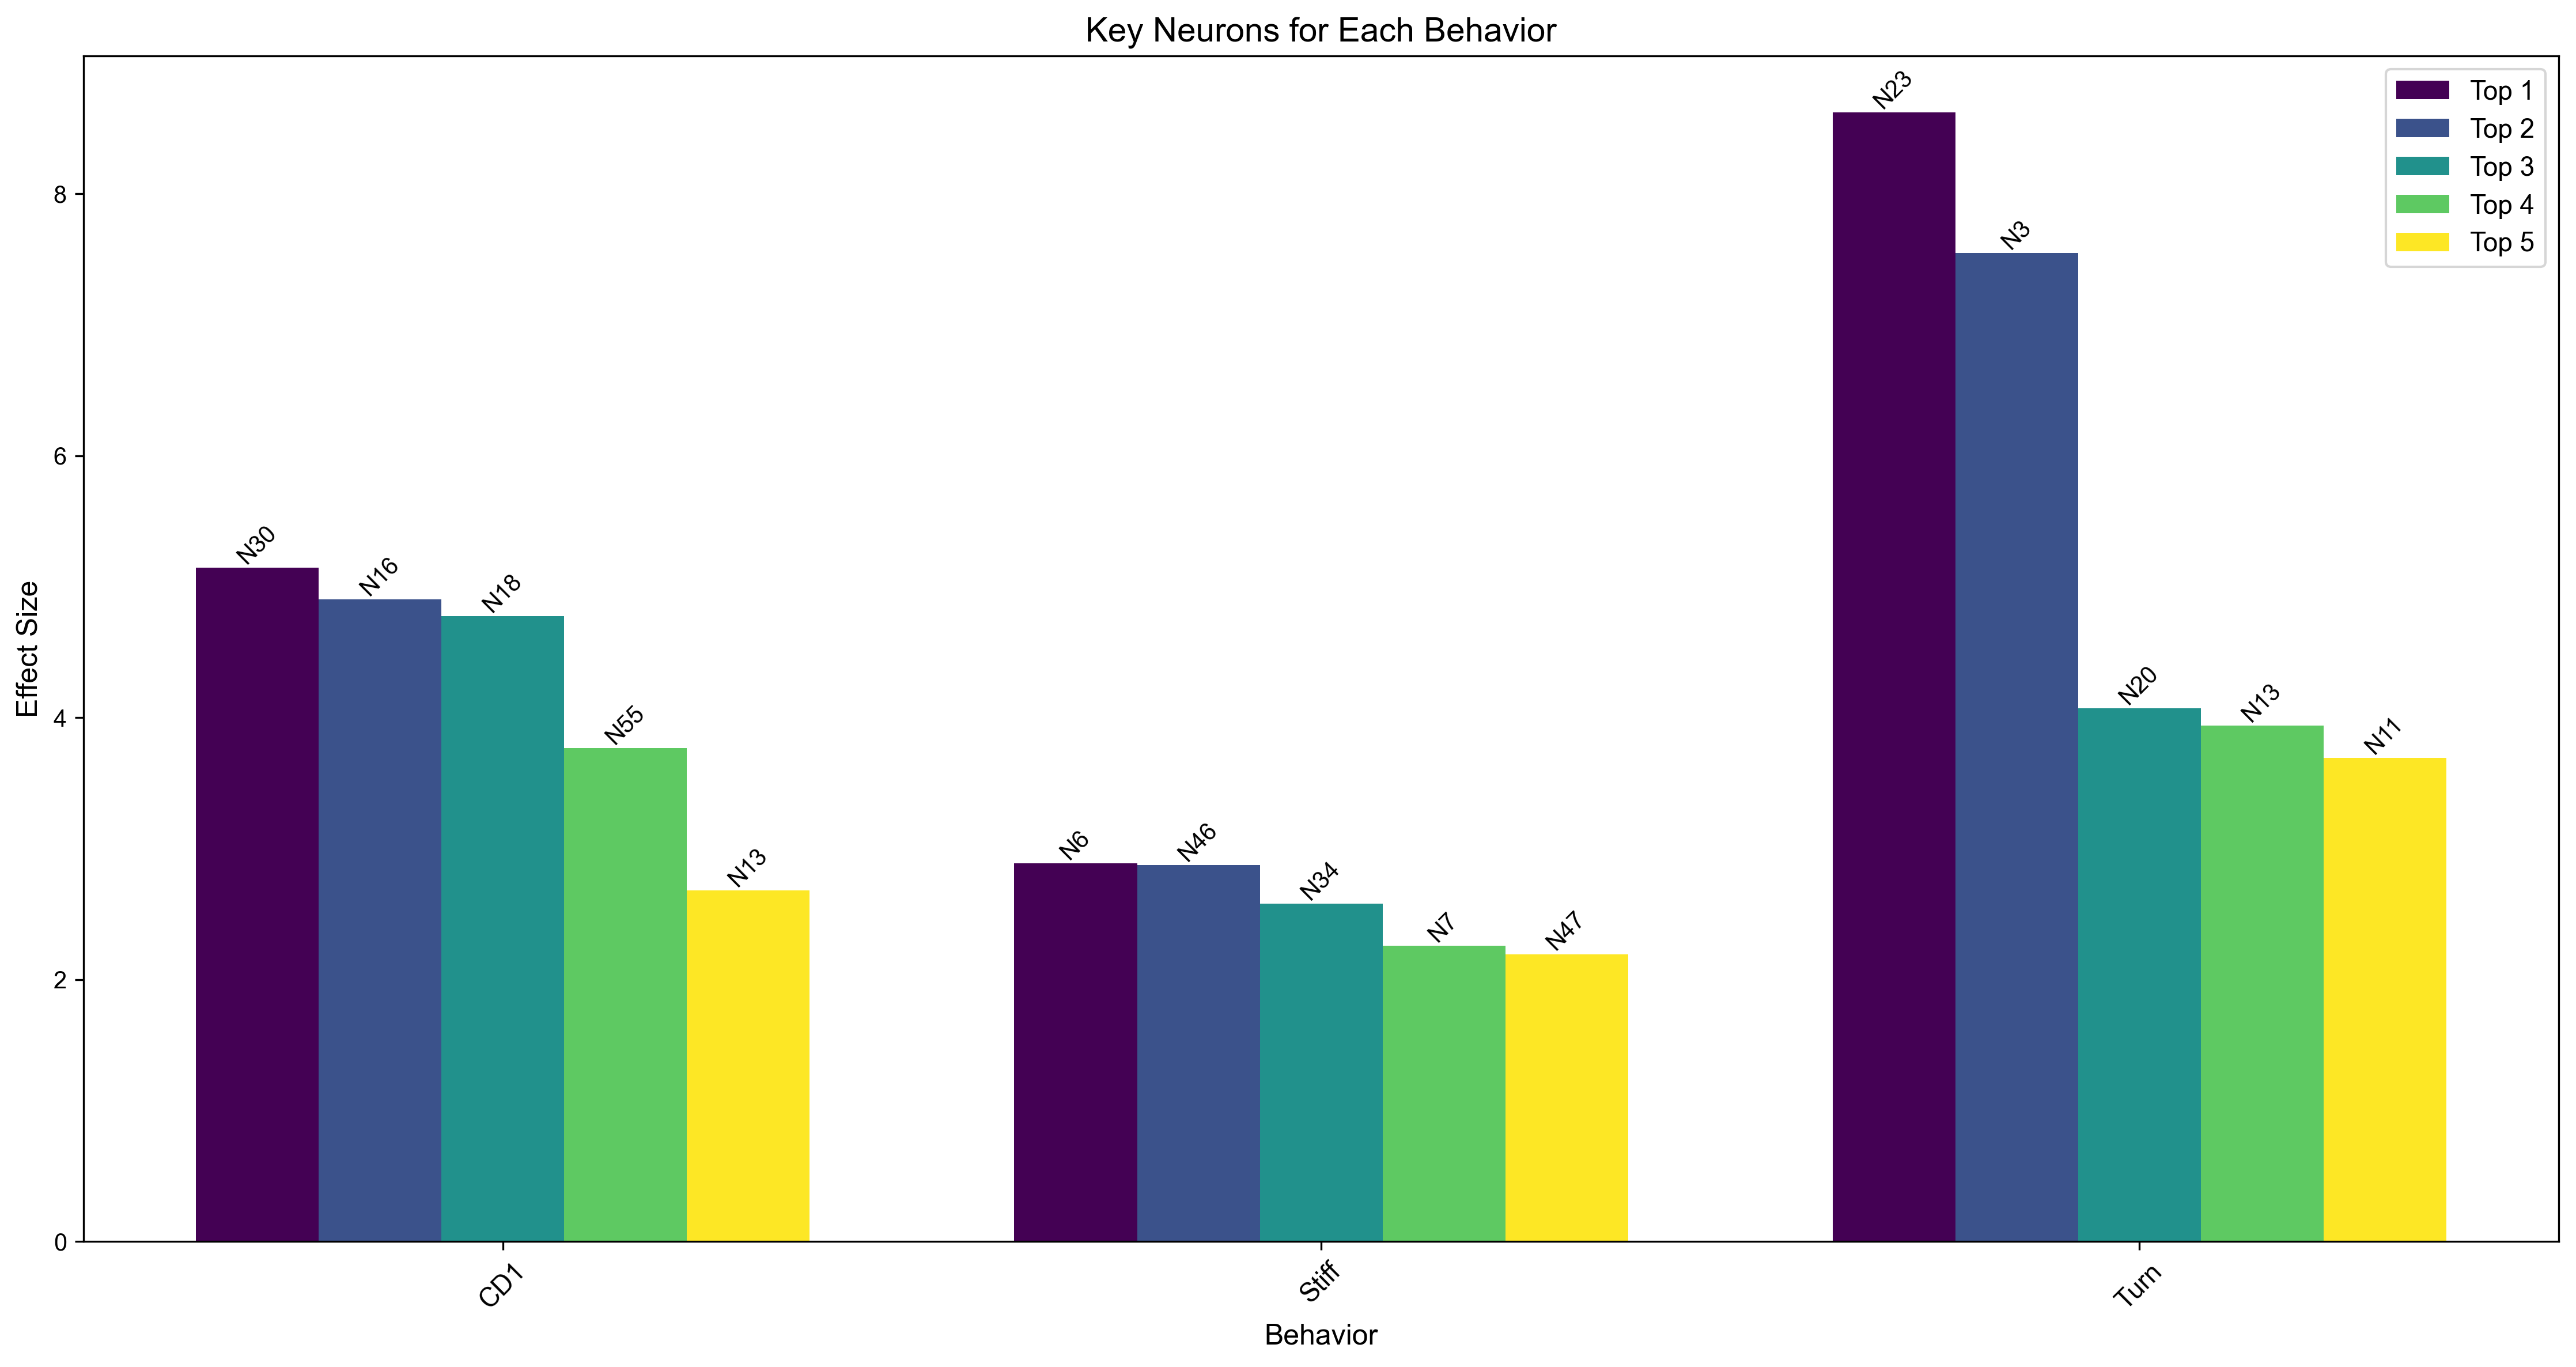 Key Neurons for Each Behavior
Top 1
Top 2
Top 3
Top 4
Top 5
Effect Size
8
6
4
2
0
N30
N16
N18
N55
N13
N6
N46
N34
N7
N47
N23
N3
N20
N13
N11
CD1
Stiff
Turn
Behavior